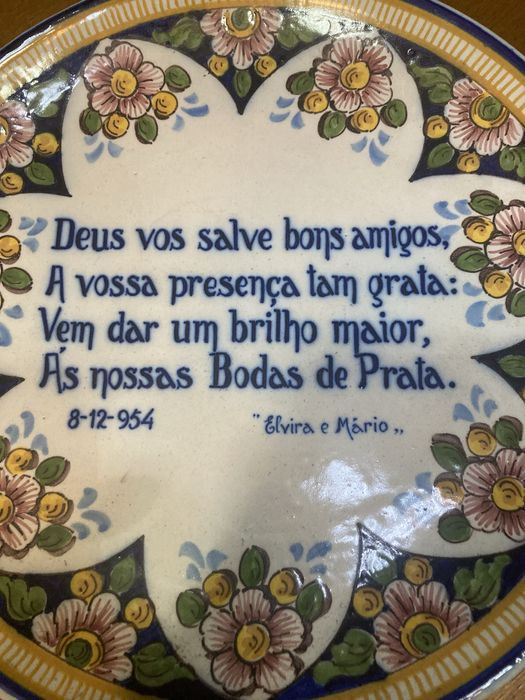 Deus vos salve bons amigos,
A vossa presença tam grata:
Vem dar um brilho maior,
Ás nossas Bodas de Prata.
8-12-954 "Elvira e Mário„